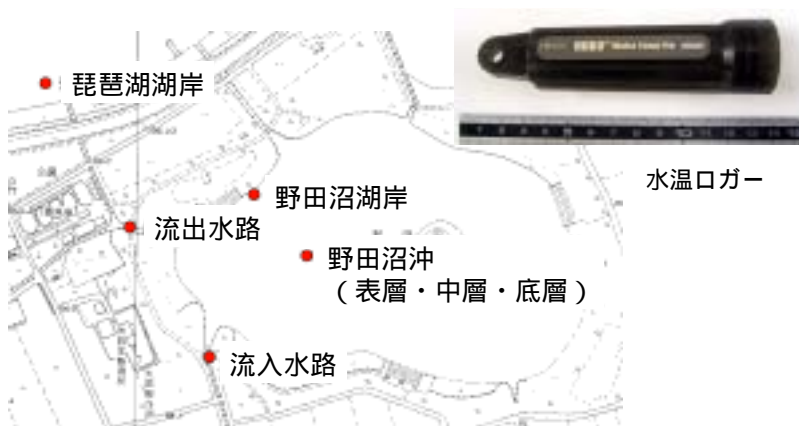 琵琶湖湖岸
野田沼湖岸
流出水路
野田沼沖
（表層・中層・底層）
流入水路
水温ロガー